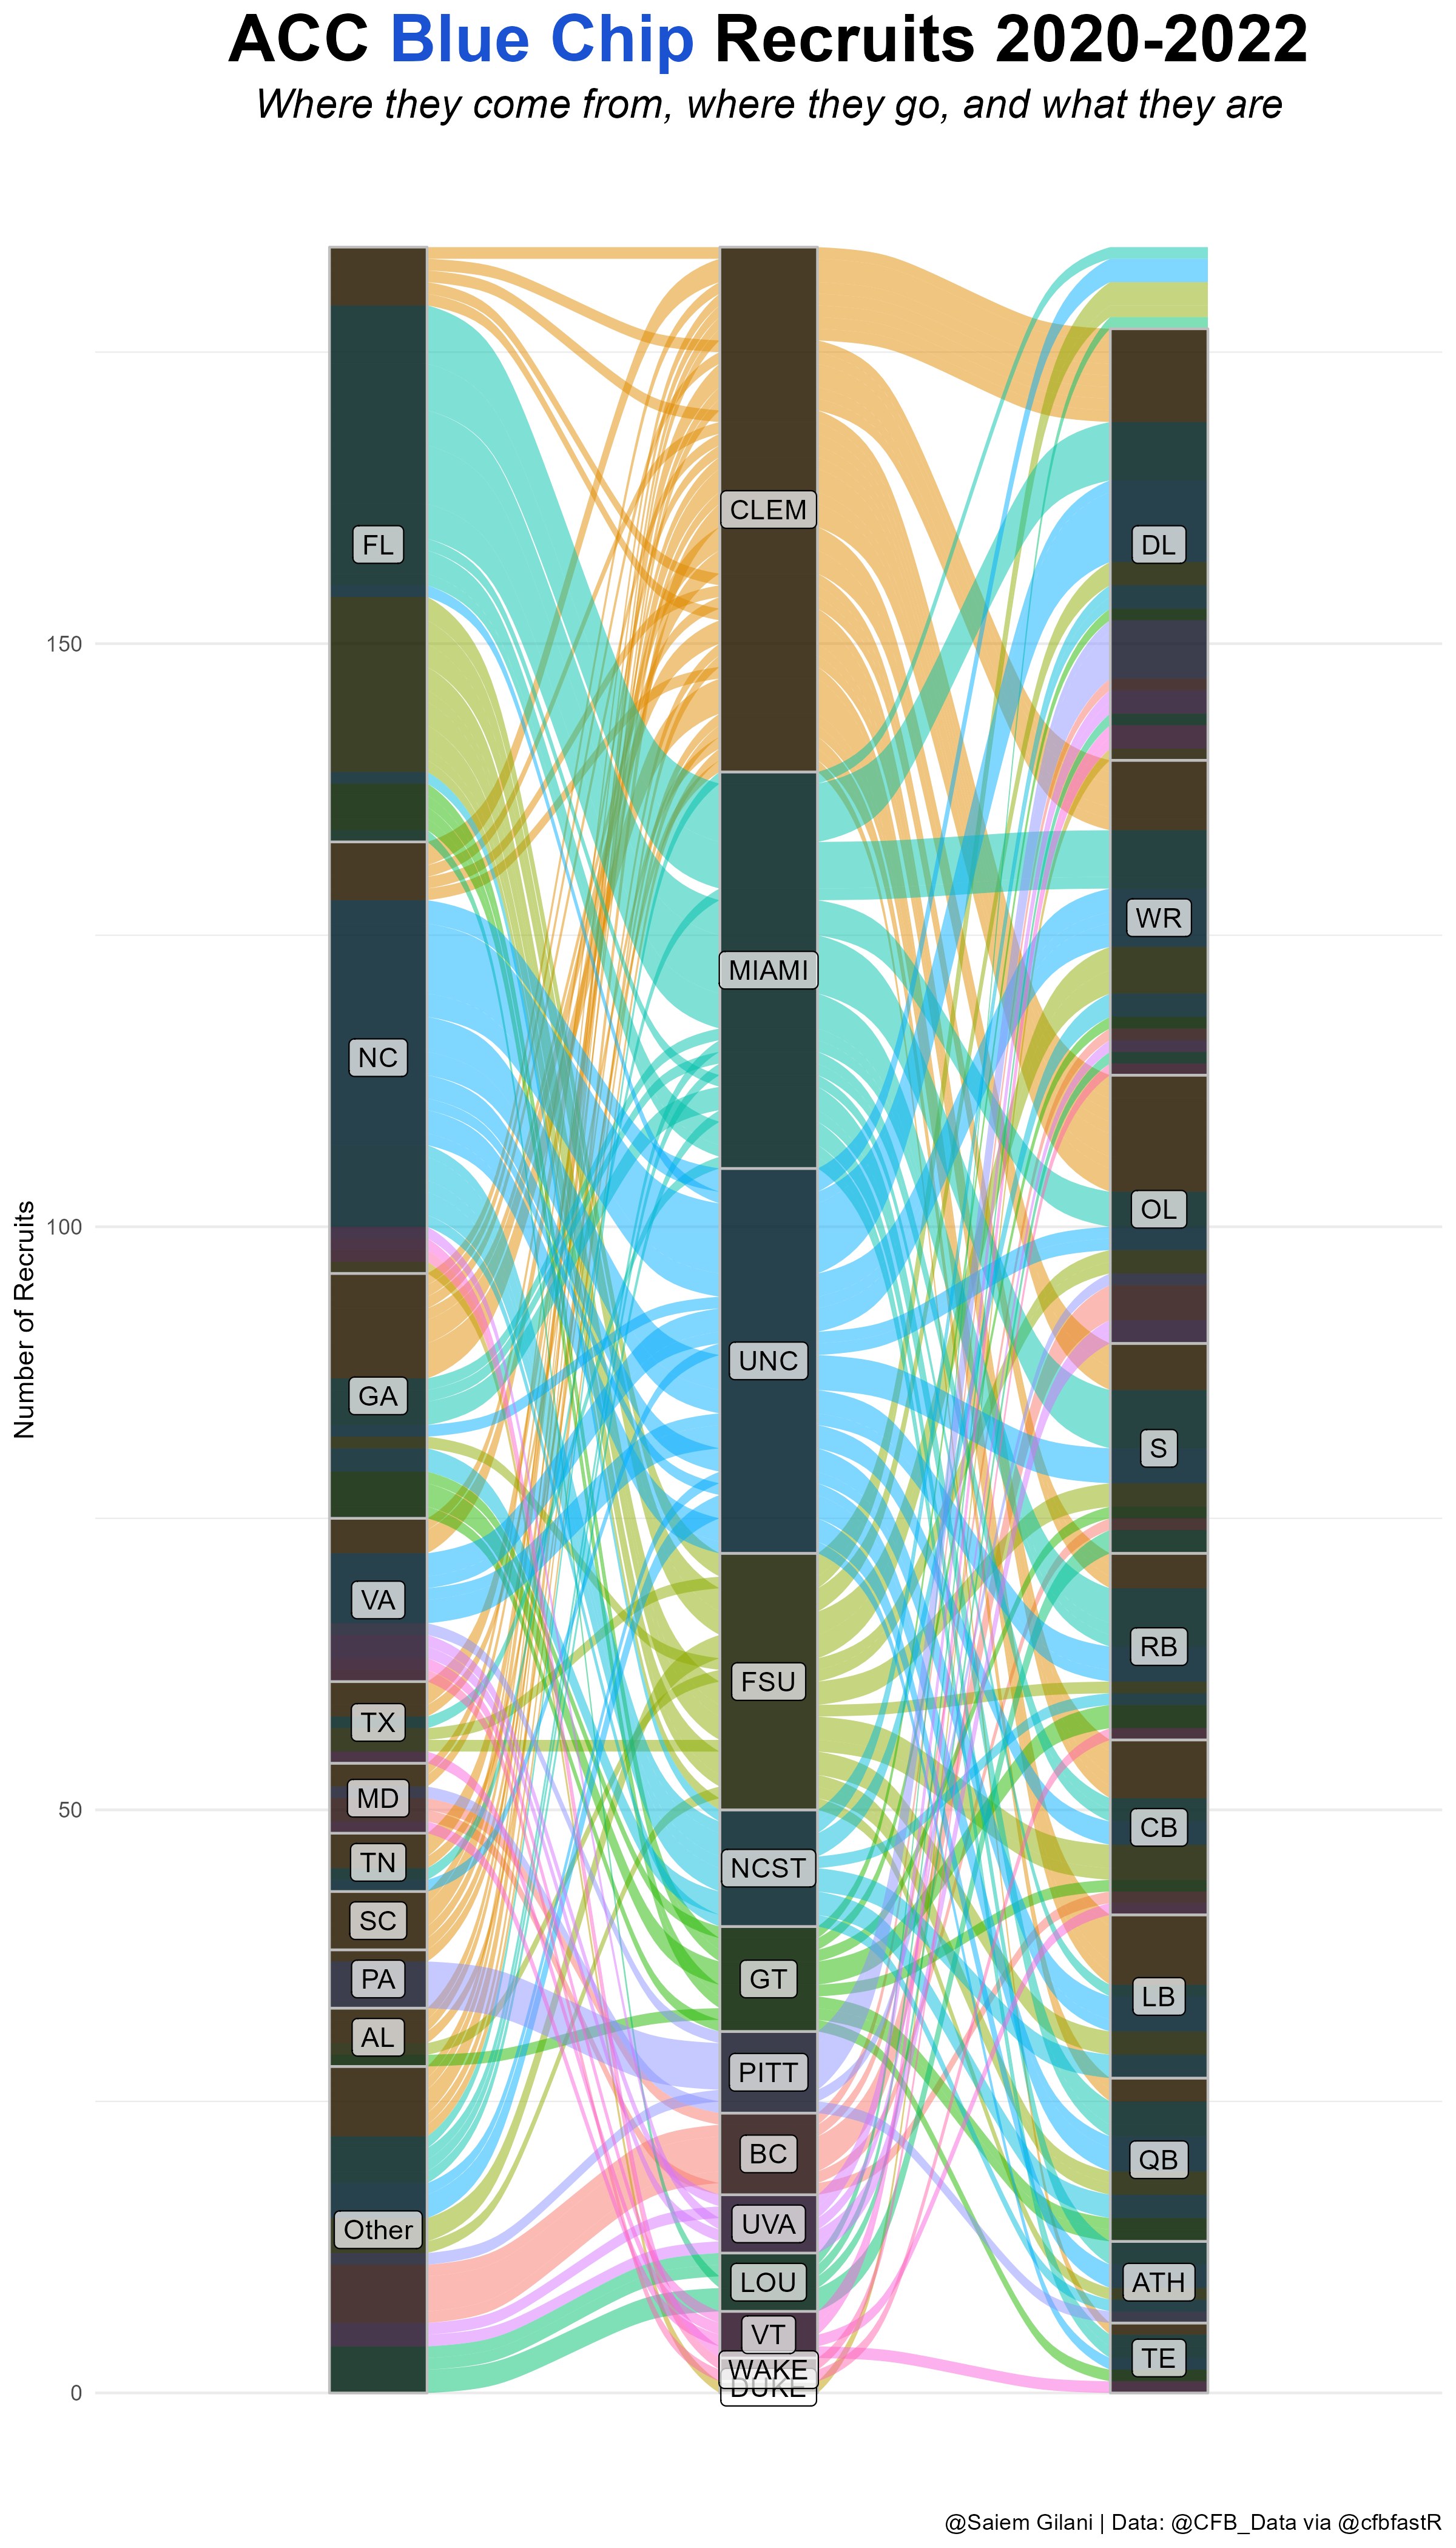 ACC Blue Chip Recruits 2020-2022
Where they come from, where they go, and what they are
Number of Recruits
150
100
50
0
FL
NC
GA
VA
TX
MD
TN
SC
PA
AL
Other
CLEM
MIAMI
UNC
FSU
NCST
GT
PITT
BC
UVA
LOU
VT
WAKE
DUKE
DL
WR
OL
S
RB
CB
LB
QB
ATH
TE
@Saiem Gilani | Data: @CFB_Data via @cfbfastR